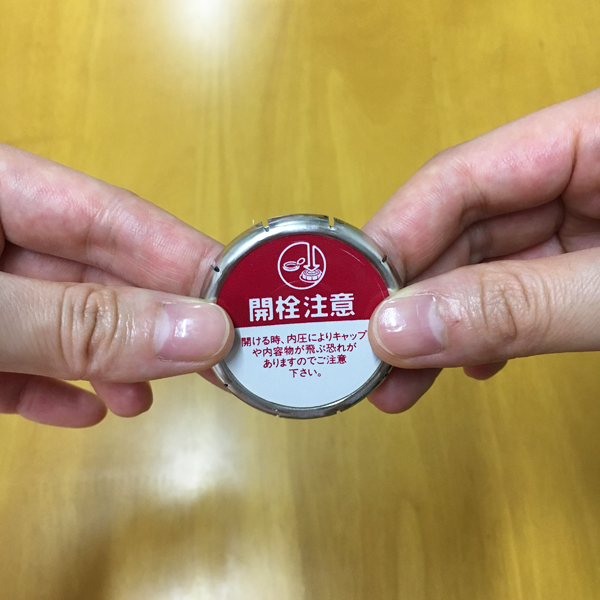 開栓注意
開ける時、内圧によりキャップ
や内容物が飛ぶ恐れが
ありますのでご注意
下さい。